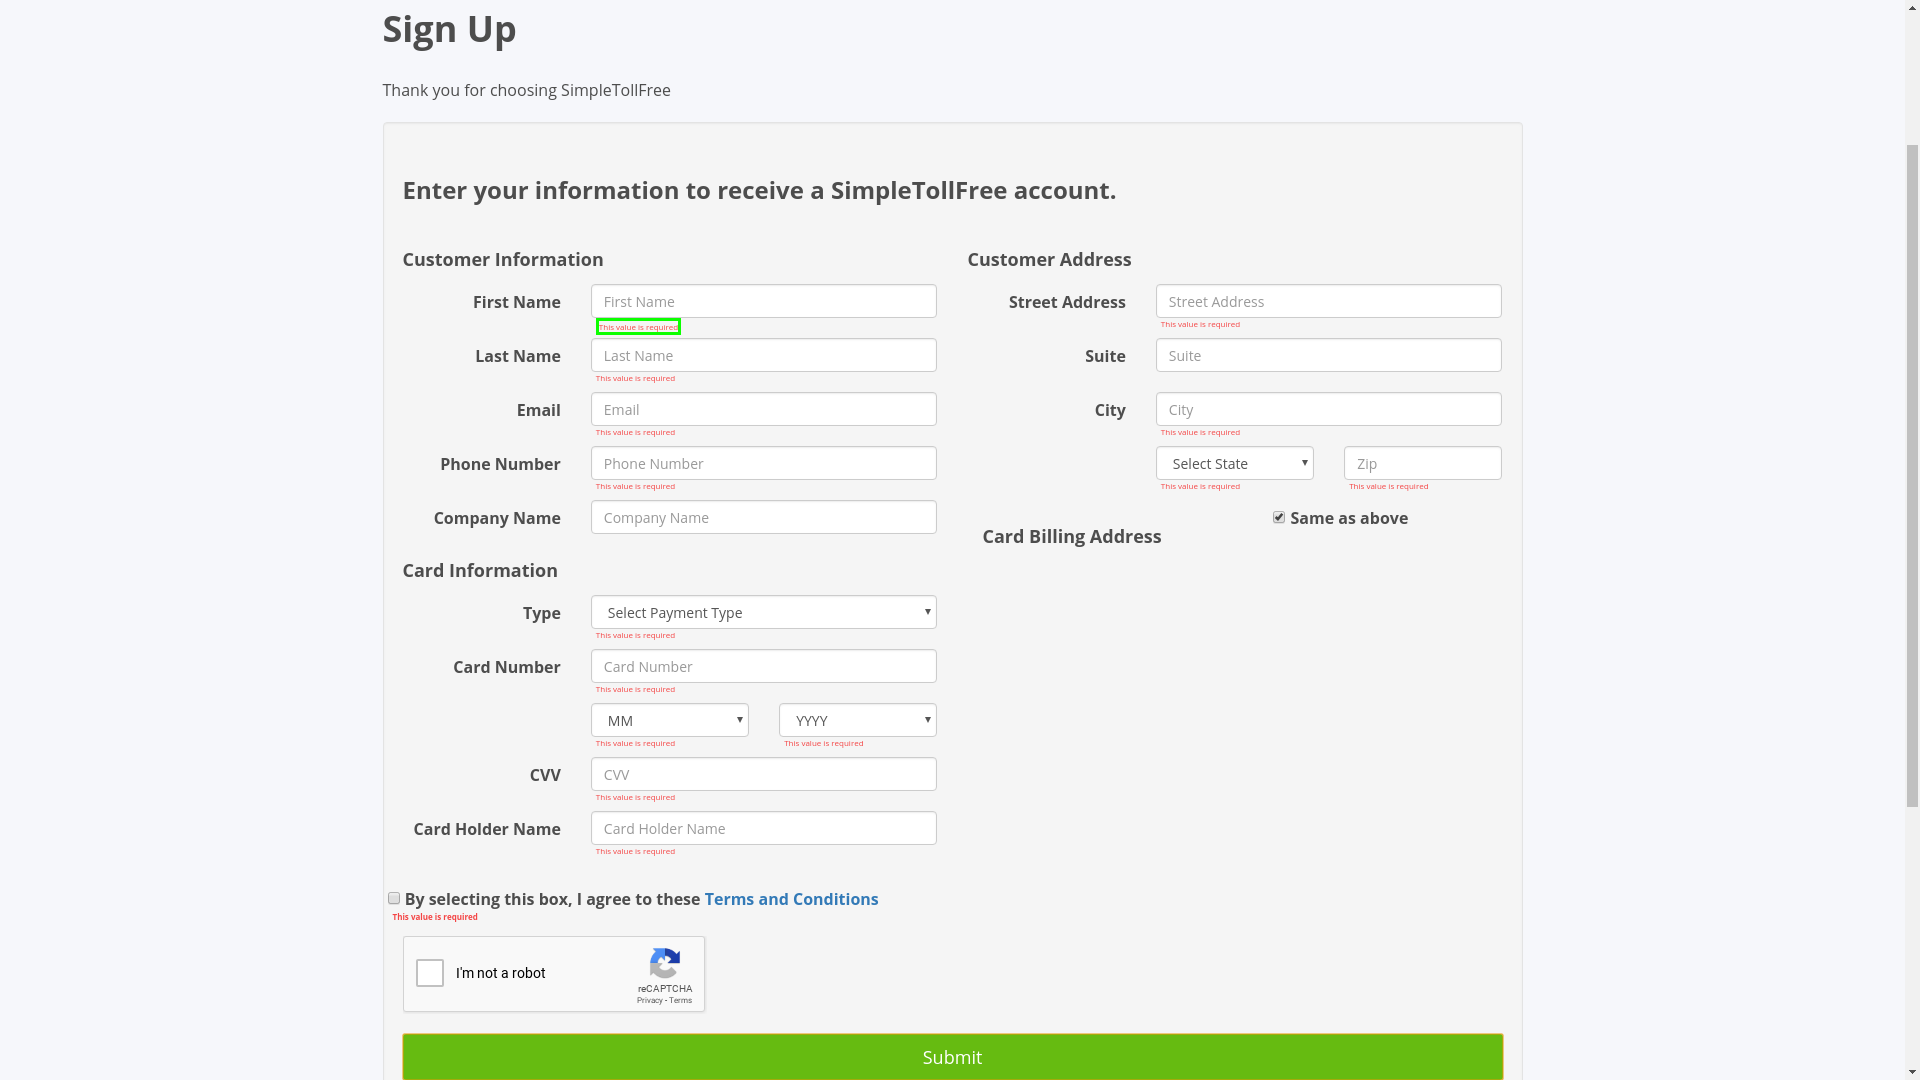 Sign Up
Thank you for choosing SimpleTollFree
Enter your information to receive a SimpleTollFree account.
Customer Information
First Name
First Name
This value is required
Last Name
Last Name
This value is required
Email
Email
This value is required
Phone Number
Phone Number
This value is required
Company Name
Company Name
Customer Address
Street Address
Street Address
This value is required
Suite
Suite
City
City
This value is required
Select State
This value is required
Zip
This value is required
Same as above
Card Billing Address
Card Information
Type
Select Payment Type
This value is required
Card Number
Card Number
This value is required
MM
This value is required
YYYY
This value is required
CVV
CVV
This value is required
Card Holder Name
Card Holder Name
This value is required
By selecting this box, I agree to these Terms and Conditions
This value is required
I'm not a robot
reCAPTCHA
Privacy - Terms
Submit